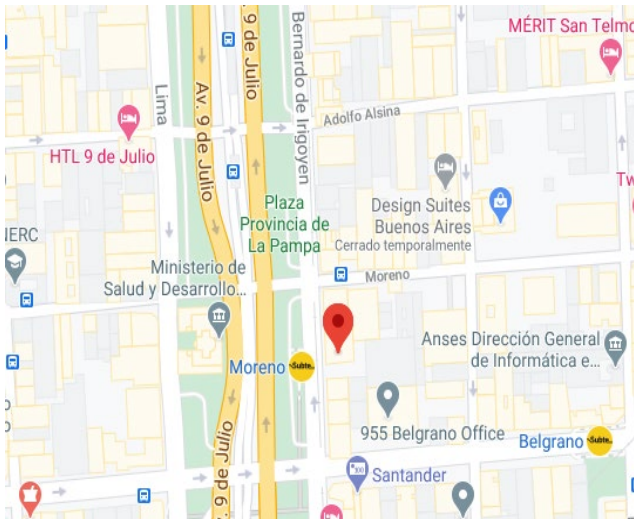 MÉRIT San Telmo
9 de Julio
Av. 9 de Julio
Lima
Bernardo de Irigoyen
Adolfo Alsina
HTL 9 de Julio
Plaza
Provincia de
La Pampa
Design Suites
Buenos Aires
Cerrado temporalmente
Tw
NERC
Ministerio de
Salud y Desarrollo...
Moreno
Anses Dirección General
de Informática e...
Moreno
Subte
955 Belgrano Office
Belgrano
Subte
9 de Julio
Santander